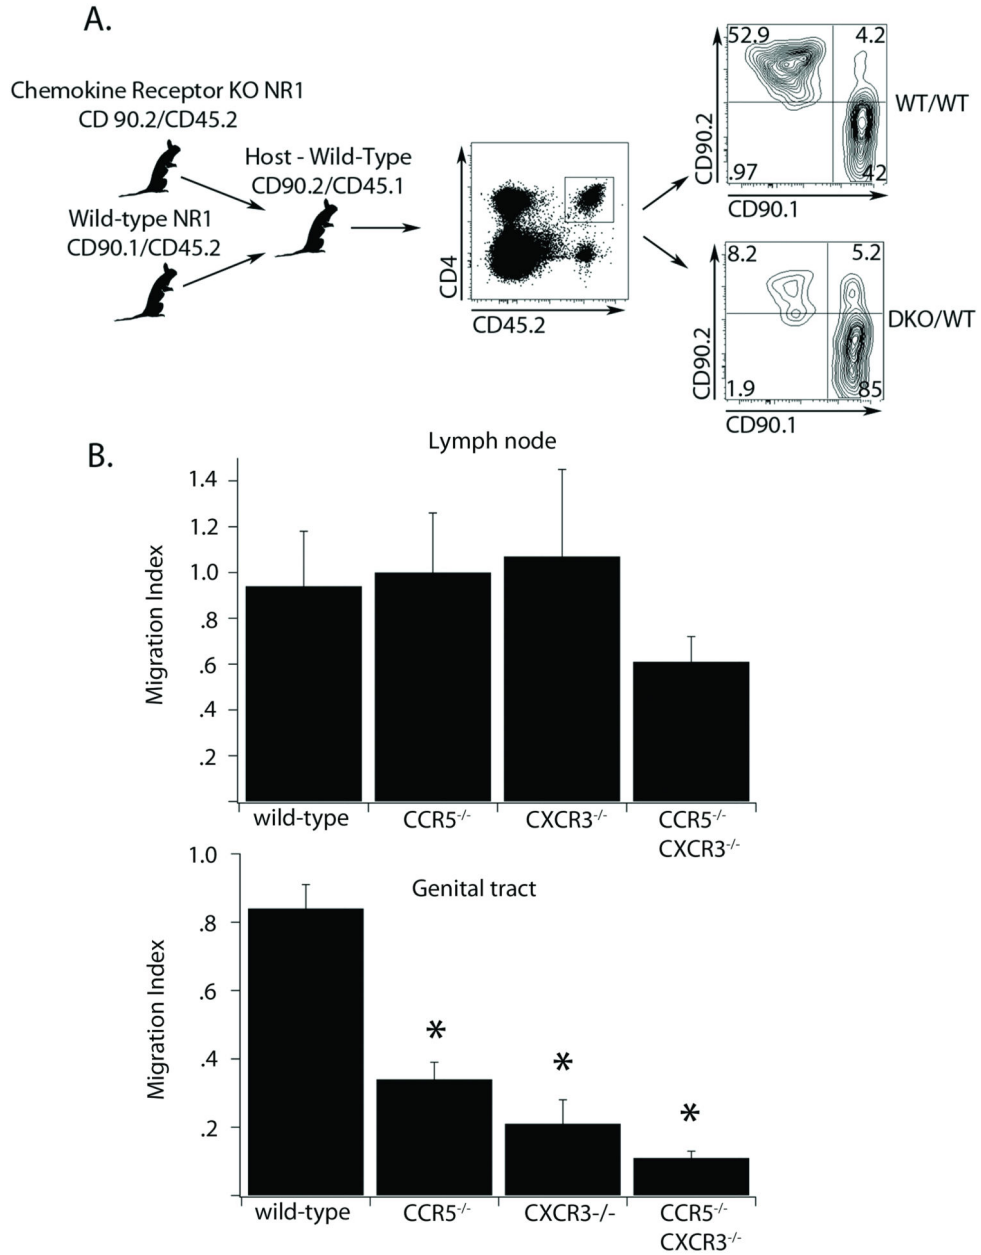 A.
Chemokine Receptor KO NR1
CD 90.2/CD45.2
Host - Wild-Type
CD90.2/CD45.1
Wild-type NR1
CD90.1/CD45.2
CD4
CD45.2
52.9
4.2
.97
42
CD90.2
CD90.1
WT/WT
8.2
5.2
1.9
85
CD90.2
CD90.1
DKO/WT
B.
Lymph node
Migration Index
1.4
1.2
1.0
.8
.6
.4
.2
wild-type
CCR5-/-
CXCR3-/-
CCR5-/-
CXCR3-/-
Genital tract
Migration Index
1.0
.8
.6
.4
.2
*
*
*
wild-type
CCR5-/-
CXCR3-/-
CCR5-/-
CXCR3-/-